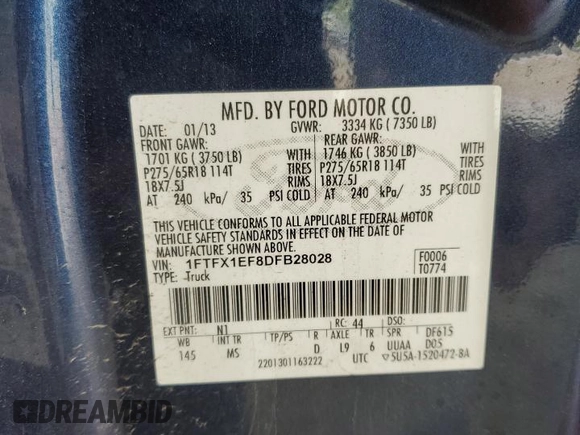 MFD. BY FORD MOTOR CO.
DATE: 01/13 GVWR: 3334 KG ( 7350 LB)
FRONT GAWR: REAR GAWR:
1701 KG ( 3750 LB) WITH 1746 KG ( 3850 LB) WITH
P275/65R18 114T TIRES P275/65R18 114T TIRES
18X7.5J RIMS 18X7.5J RIMS
AT 240 kPa/ 35 PSI COLD AT 240 kPa/ 35 PSI COLD
THIS VEHICLE CONFORMS TO ALL APPLICABLE FEDERAL MOTOR
VEHICLE SAFETY STANDARDS IN EFFECT ON THE DATE OF
MANUFACTURE SHOWN ABOVE.
VIN: 1FTFX1EF8DFB28028 F0006
TYPE: Truck T0774
EXT PNT: N1 RC: 44 DSO:
WB INT TR TP/PS R AXLE TR SPR DF615
145 MS D L9 6 UUAA D05
2201301163222 UTC ▽5U5A-1520472-BA
Ford
DREAMBID